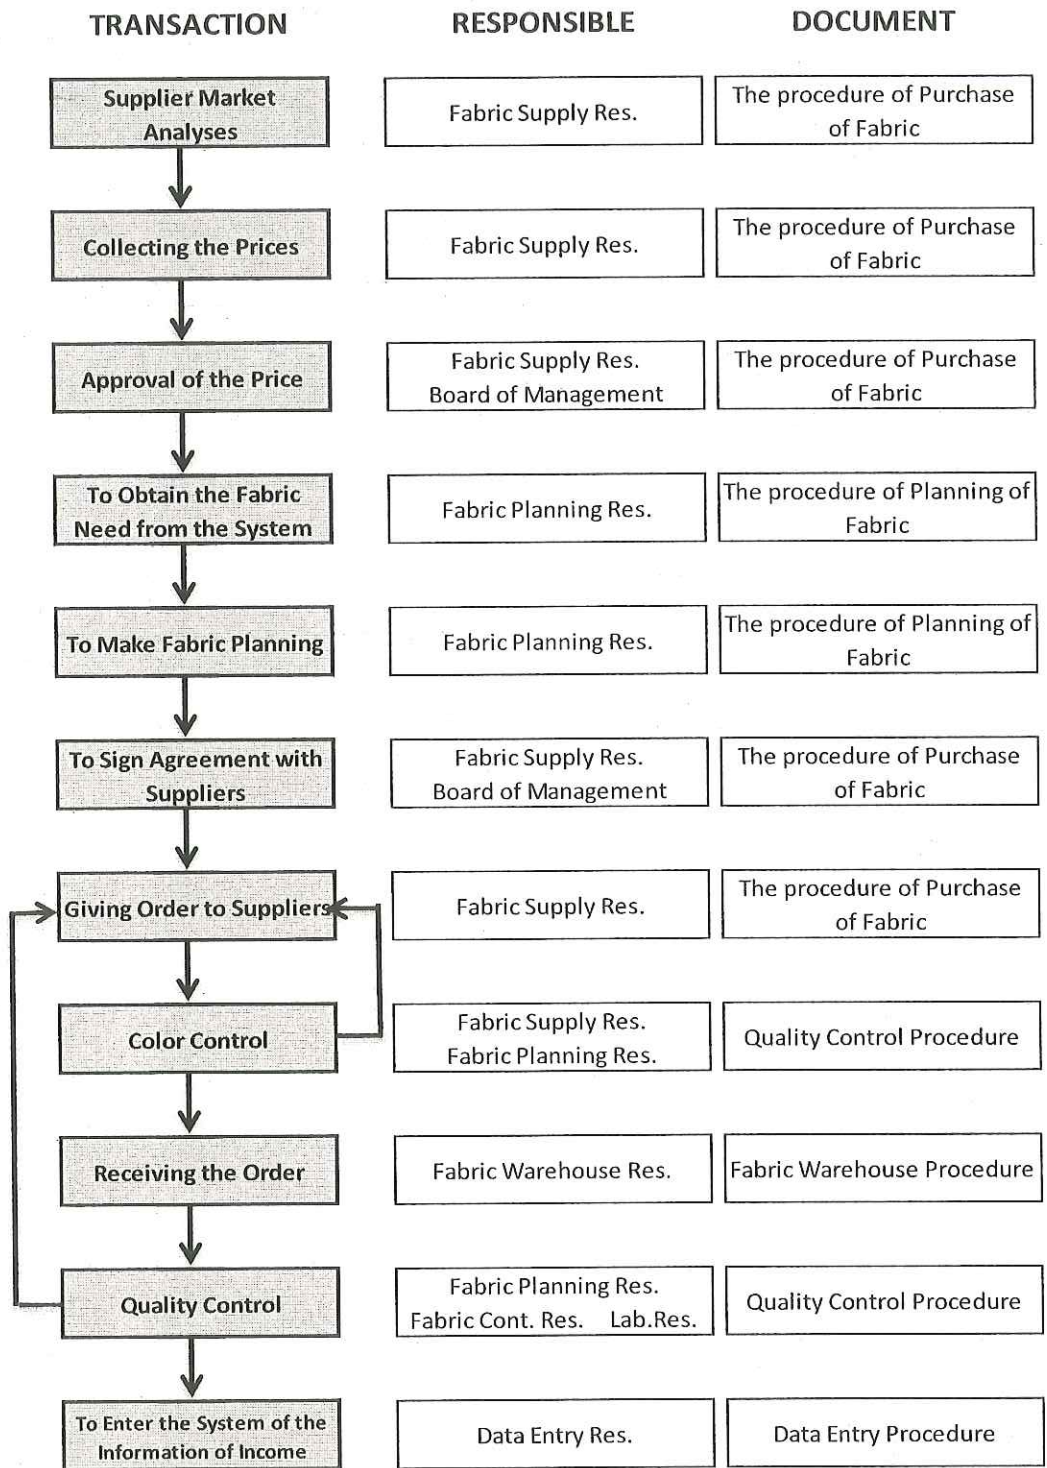 TRANSACTION RESPONSIBLE DOCUMENT
Supplier Market
Analyses
Fabric Supply Res.
The procedure of Purchase
of Fabric
Collecting the Prices
Fabric Supply Res.
The procedure of Purchase
of Fabric
Approval of the Price
Fabric Supply Res.
Board of Management
The procedure of Purchase
of Fabric
To Obtain the Fabric
Need from the System
Fabric Planning Res.
The procedure of Planning of
Fabric
To Make Fabric Planning
Fabric Planning Res.
The procedure of Planning of
Fabric
To Sign Agreement with
Suppliers
Fabric Supply Res.
Board of Management
The procedure of Purchase
of Fabric
Giving Order to Suppliers
Fabric Supply Res.
The procedure of Purchase
of Fabric
Color Control
Fabric Supply Res.
Fabric Planning Res.
Quality Control Procedure
Receiving the Order
Fabric Warehouse Res.
Fabric Warehouse Procedure
Quality Control
Fabric Planning Res.
Fabric Cont. Res. Lab.Res.
Quality Control Procedure
To Enter the System of the
Information of Income
Data Entry Res.
Data Entry Procedure